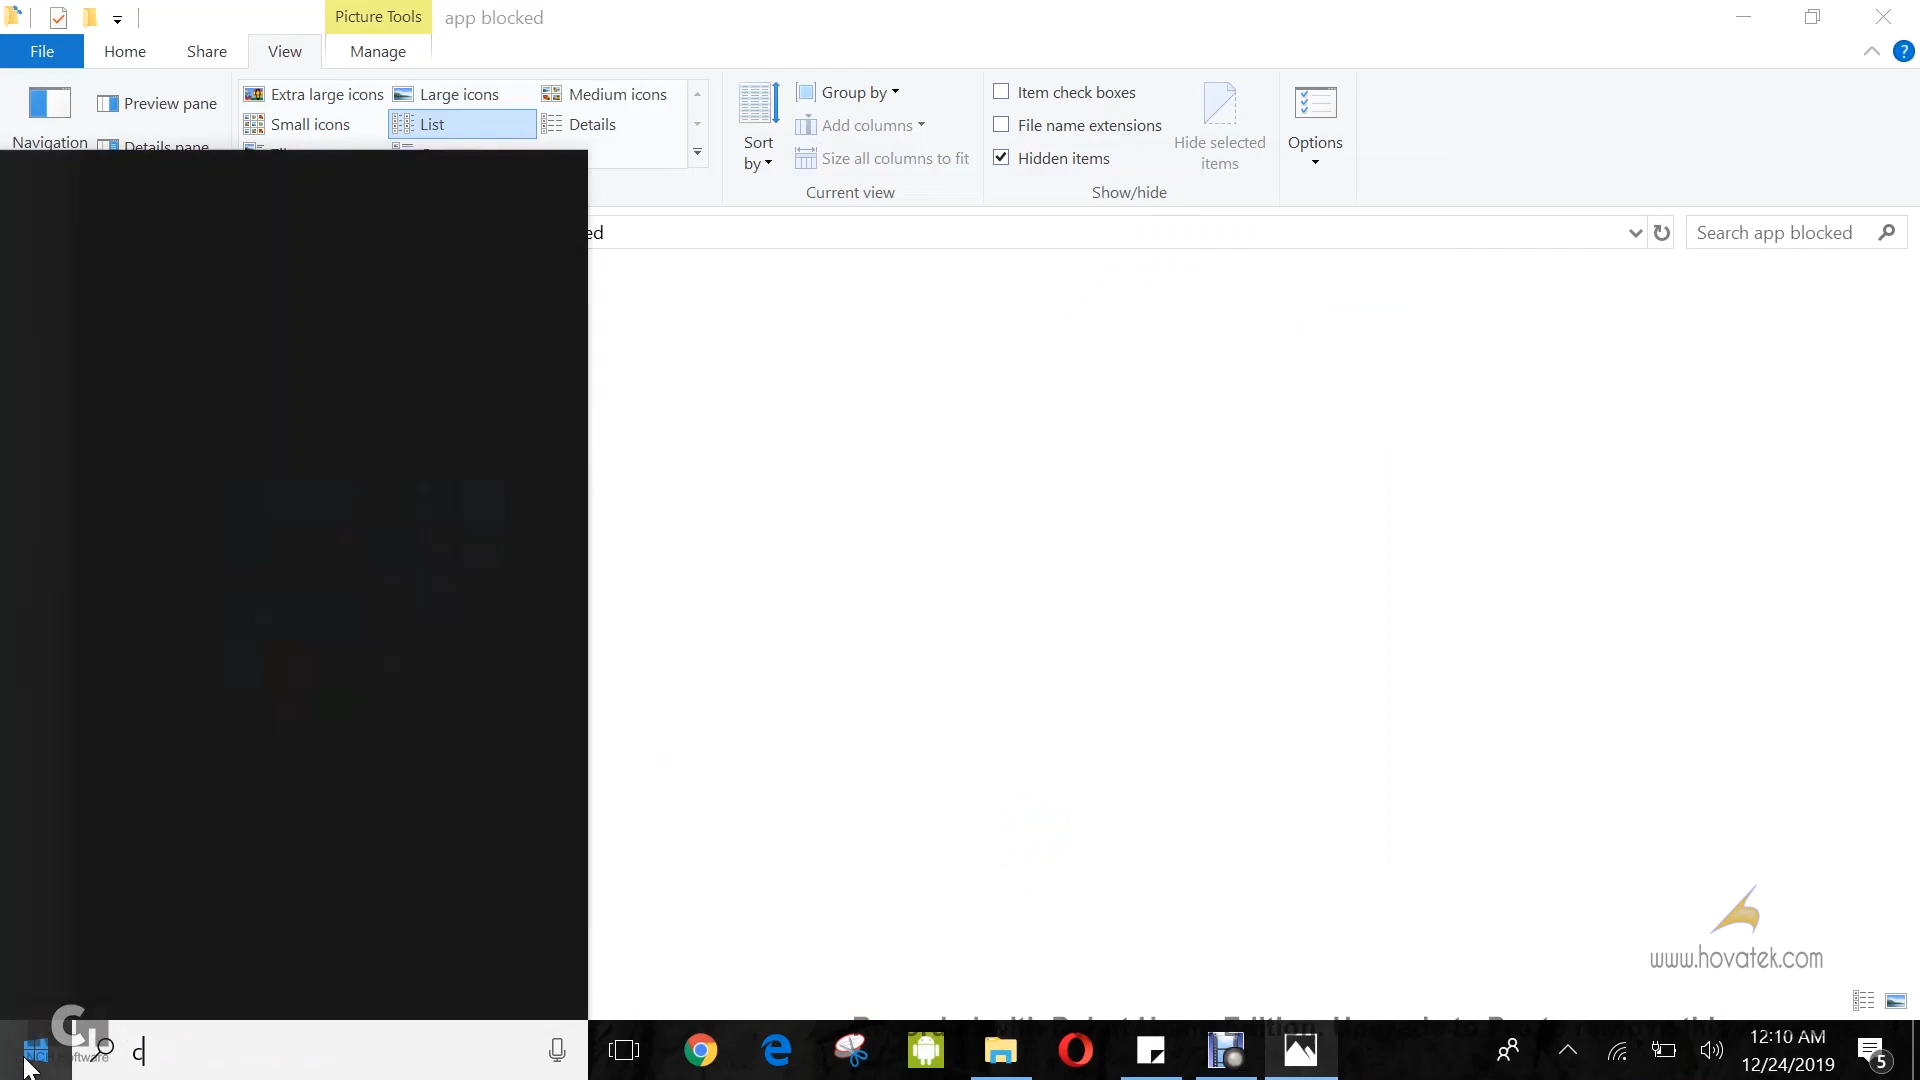 Picture Tools
app blocked
File
Home
Share
View
Manage
Preview pane
Extra large icons
Large icons
Medium icons
Group by
Item check boxes
Small icons
List
Details
Add columns
File name extensions
Navigation
Details pane
Sort
by
Size all columns to fit
Hidden items
Hide selected
items
Options
Current view
Show/hide
ed
Search app blocked
www.hovatek.com
NCH Software
c
12:10 AM
12/24/2019
5